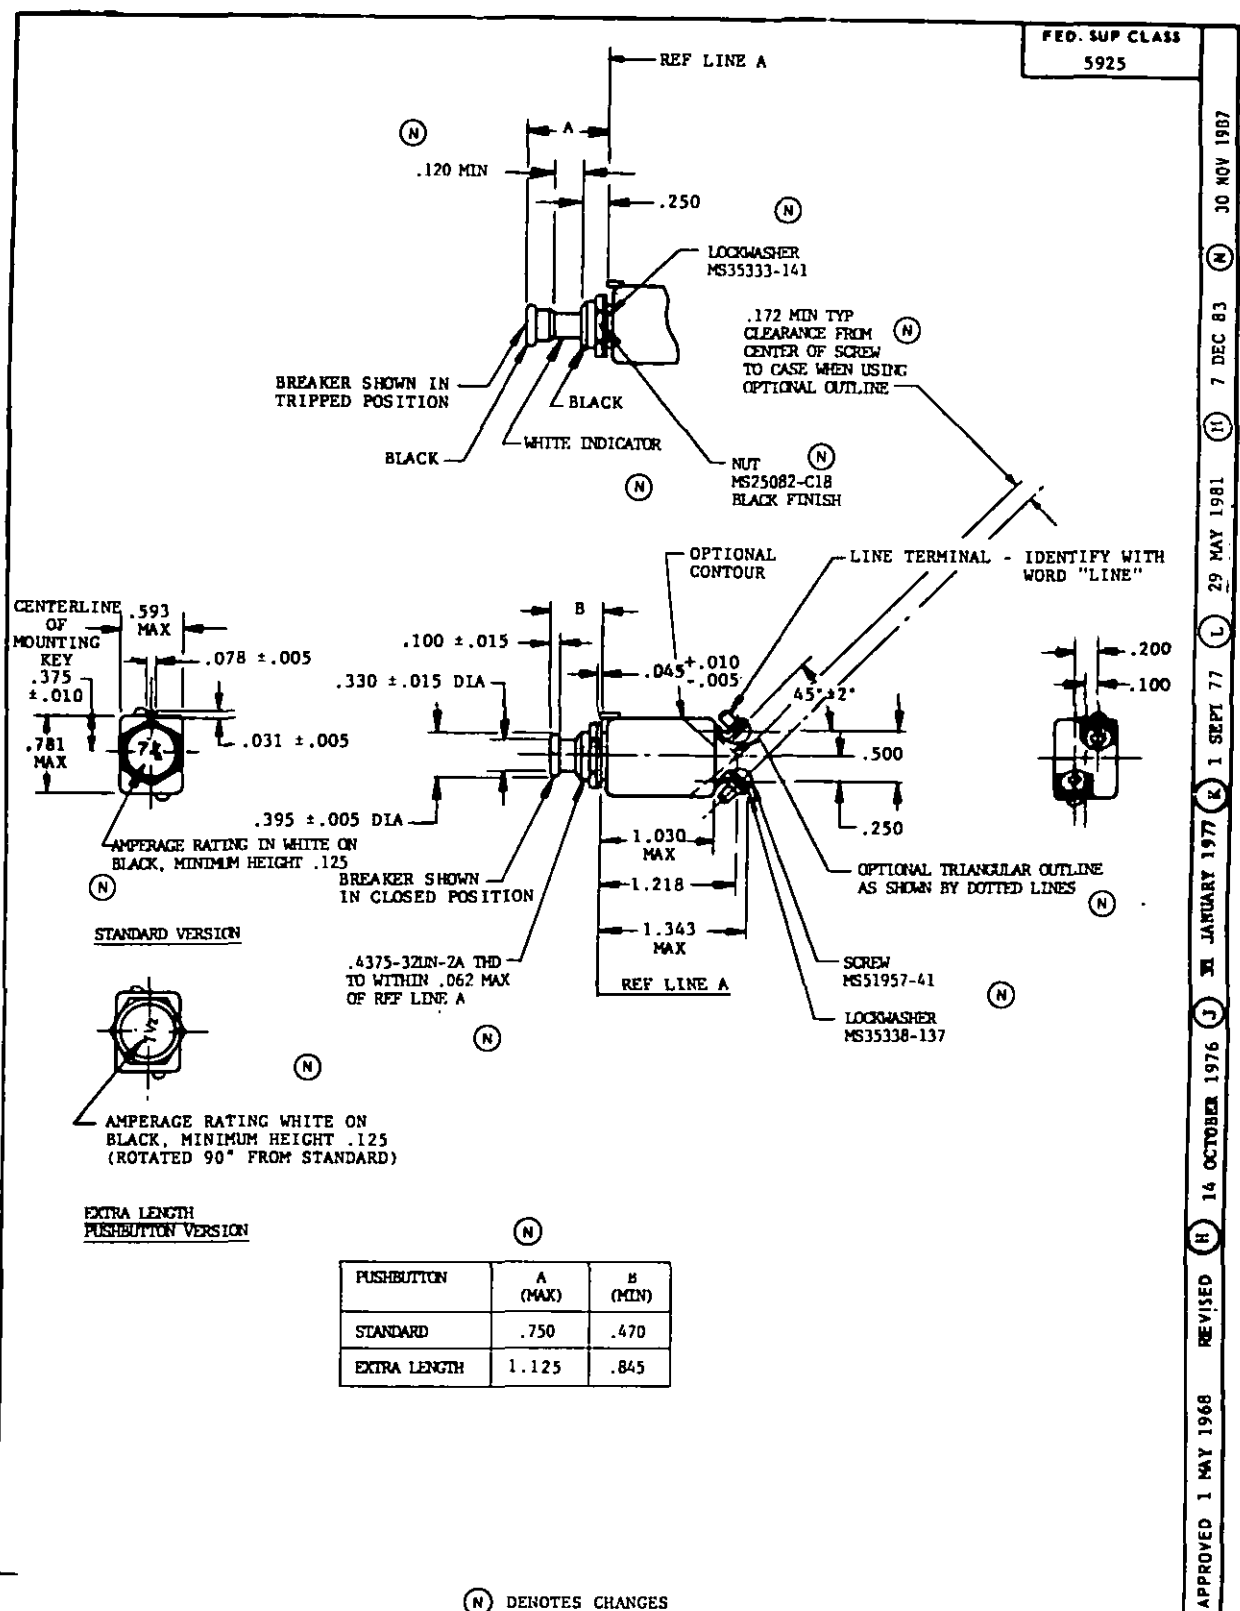 FED. SUP CLASS
5925
REF LINE A
N
A
.120 MIN
.250
N
LOCKWASHER
MS35333-141
.172 MIN TYP
CLEARANCE FROM
CENTER OF SCREW
TO CASE WHEN USING
OPTIONAL OUTLINE
N
BREAKER SHOWN IN
TRIPPED POSITION
BLACK
WHITE INDICATOR
BLACK
NUT
MS25082-C18
BLACK FINISH
N
N
OPTIONAL
CONTOUR
LINE TERMINAL - IDENTIFY WITH
WORD "LINE"
CENTERLINE
OF
MOUNTING
KEY
.375
±.010
.593
MAX
.078 ±.005
.031 ±.005
.781
MAX
AMPERAGE RATING IN WHITE ON
BLACK, MINIMUM HEIGHT .125
N
STANDARD VERSION
B
.100 ±.015
.330 ±.015 DIA
.045 +.010
-.005
45°±2°
.500
.250
.200
.100
.395 ±.005 DIA
BREAKER SHOWN
IN CLOSED POSITION
1.030
MAX
1.218
1.343
MAX
OPTIONAL TRIANGULAR OUTLINE
AS SHOWN BY DOTTED LINES
N
.4375-32UN-2A THD
TO WITHIN .062 MAX
OF REF LINE A
REF LINE A
SCREW
MS51957-41
N
LOCKWASHER
MS35338-137
N
N
AMPERAGE RATING WHITE ON
BLACK, MINIMUM HEIGHT .125
(ROTATED 90° FROM STANDARD)
EXTRA LENGTH
PUSHBUTTON VERSION
N
PUSHBUTTON A (MAX) B (MIN)
STANDARD .750 .470
EXTRA LENGTH 1.125 .845
N DENOTES CHANGES
APPROVED 1 MAY 1968 REVISED H 14 OCTOBER 1976 J JANUARY 1977 K 1 SEPT 77 L 29 MAY 1981 M 7 DEC 83 N 30 NOV 1987